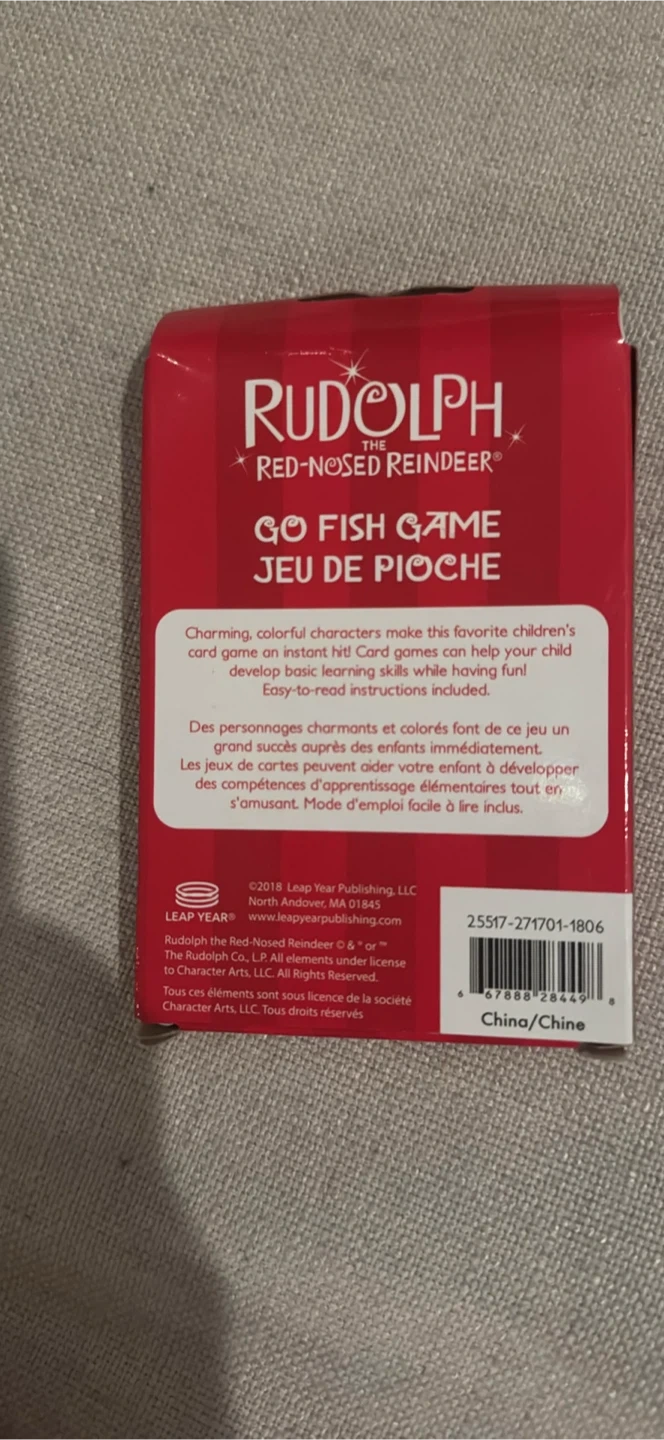 RUDOLPH
THE
RED-NOSED REINDEER®
GO FISH GAME
JEU DE PIOCHE
Charming, colorful characters make this favorite children's
card game an instant hit! Card games can help your child
develop basic learning skills while having fun!
Easy-to-read instructions included.
Des personnages charmants et colorés font de ce jeu un
grand succès auprès des enfants immédiatement.
Les jeux de cartes peuvent aider votre enfant à développer
des compétences d'apprentissage élémentaires tout en
s'amusant. Mode d'emploi facile à lire inclus.
LEAP YEAR®
©2018 Leap Year Publishing, LLC
North Andover, MA 01845
www.leapyearpublishing.com
Rudolph the Red-Nosed Reindeer © & ® or ™
The Rudolph Co., L.P. All elements under license
to Character Arts, LLC. All Rights Reserved.
Tous ces éléments sont sous licence de la société
Character Arts, LLC. Tous droits réservés
25517-271701-1806
6 67888 28449 8
China/Chine